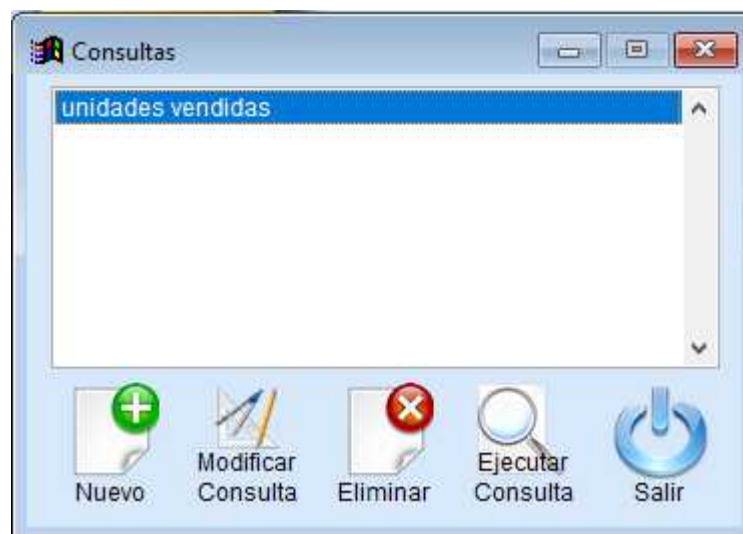 Consultas
unidades vendidas
Nuevo
Modificar
Consulta
Eliminar
Ejecutar
Consulta
Salir